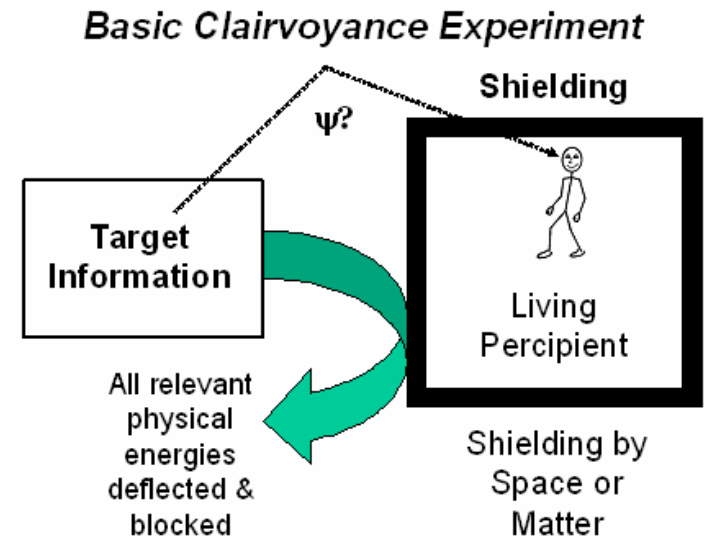 Basic Clairvoyance Experiment
Shielding
ψ?
Target
Information
Living
Percipient
All relevant
physical
energies
deflected &
blocked
Shielding by
Space or
Matter